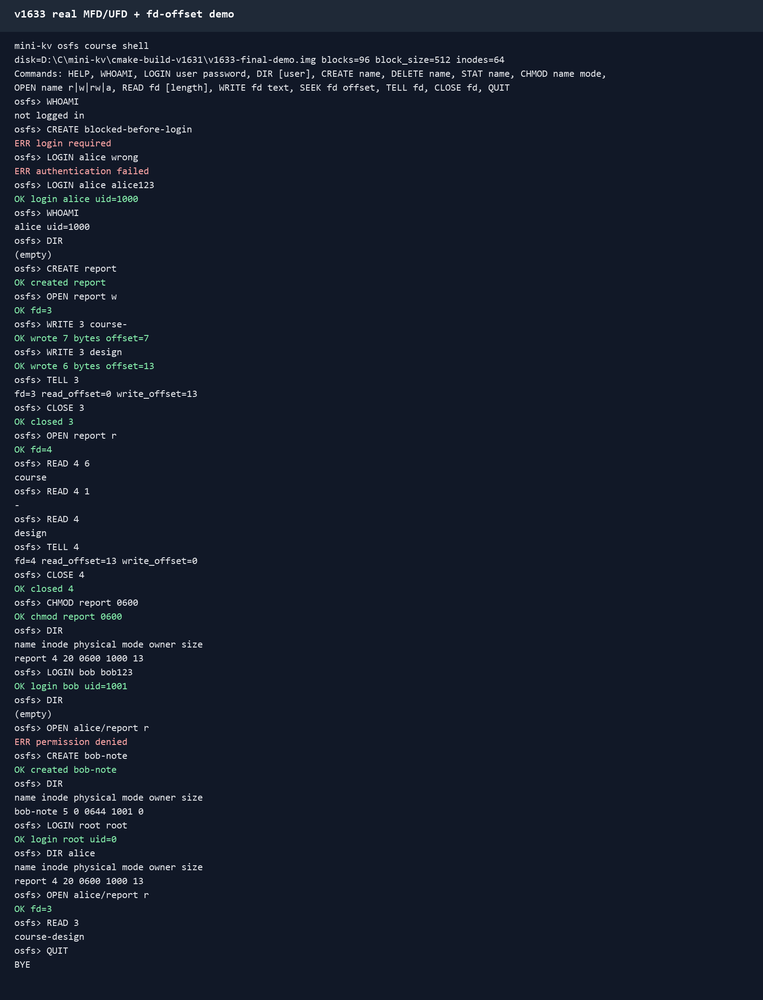 v1633 real MFD/UFD + fd-offset demo
mini-kv osfs course shell
disk=D:\C\mini-kv\cmake-build-v1631\v1633-final-demo.img blocks=96 block_size=512 inodes=64
Commands: HELP, WHOAMI, LOGIN user password, DIR [user], CREATE name, DELETE name, STAT name, CHMOD name mode,
OPEN name r|w|rw|a, READ fd [length], WRITE fd text, SEEK fd offset, TELL fd, CLOSE fd, QUIT
osfs> WHOAMI
not logged in
osfs> CREATE blocked-before-login
ERR login required
osfs> LOGIN alice wrong
ERR authentication failed
osfs> LOGIN alice alice123
OK login alice uid=1000
osfs> WHOAMI
alice uid=1000
osfs> DIR
(empty)
osfs> CREATE report
OK created report
osfs> OPEN report w
OK fd=3
osfs> WRITE 3 course-
OK wrote 7 bytes offset=7
osfs> WRITE 3 design
OK wrote 6 bytes offset=13
osfs> TELL 3
fd=3 read_offset=0 write_offset=13
osfs> CLOSE 3
OK closed 3
osfs> OPEN report r
OK fd=4
osfs> READ 4 6
course
osfs> READ 4 1
-
osfs> READ 4
design
osfs> TELL 4
fd=4 read_offset=13 write_offset=0
osfs> CLOSE 4
OK closed 4
osfs> CHMOD report 0600
OK chmod report 0600
osfs> DIR
name inode physical mode owner size
report 4 20 0600 1000 13
osfs> LOGIN bob bob123
OK login bob uid=1001
osfs> DIR
(empty)
osfs> OPEN alice/report r
ERR permission denied
osfs> CREATE bob-note
OK created bob-note
osfs> DIR
name inode physical mode owner size
bob-note 5 0 0644 1001 0
osfs> LOGIN root root
OK login root uid=0
osfs> DIR alice
name inode physical mode owner size
report 4 20 0600 1000 13
osfs> OPEN alice/report r
OK fd=3
osfs> READ 3
course-design
osfs> QUIT
BYE